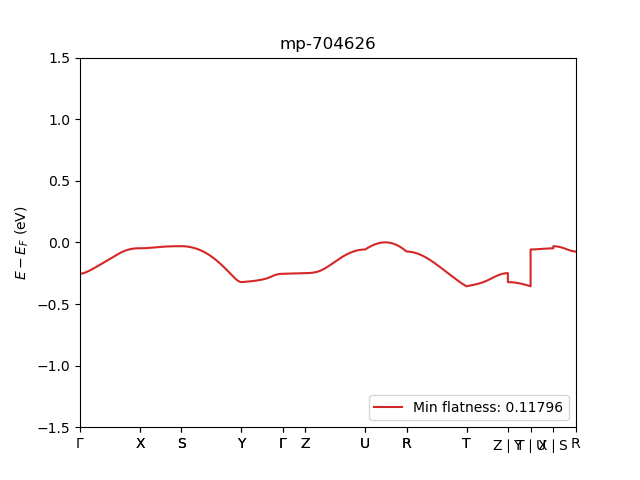 mp-704626
1.5
1.0
0.5
0.0
−0.5
−1.0
−1.5
E − E_F (eV)
Min flatness: 0.11796
Γ X S Y Γ Z U R T Z | Y T | U X | S R